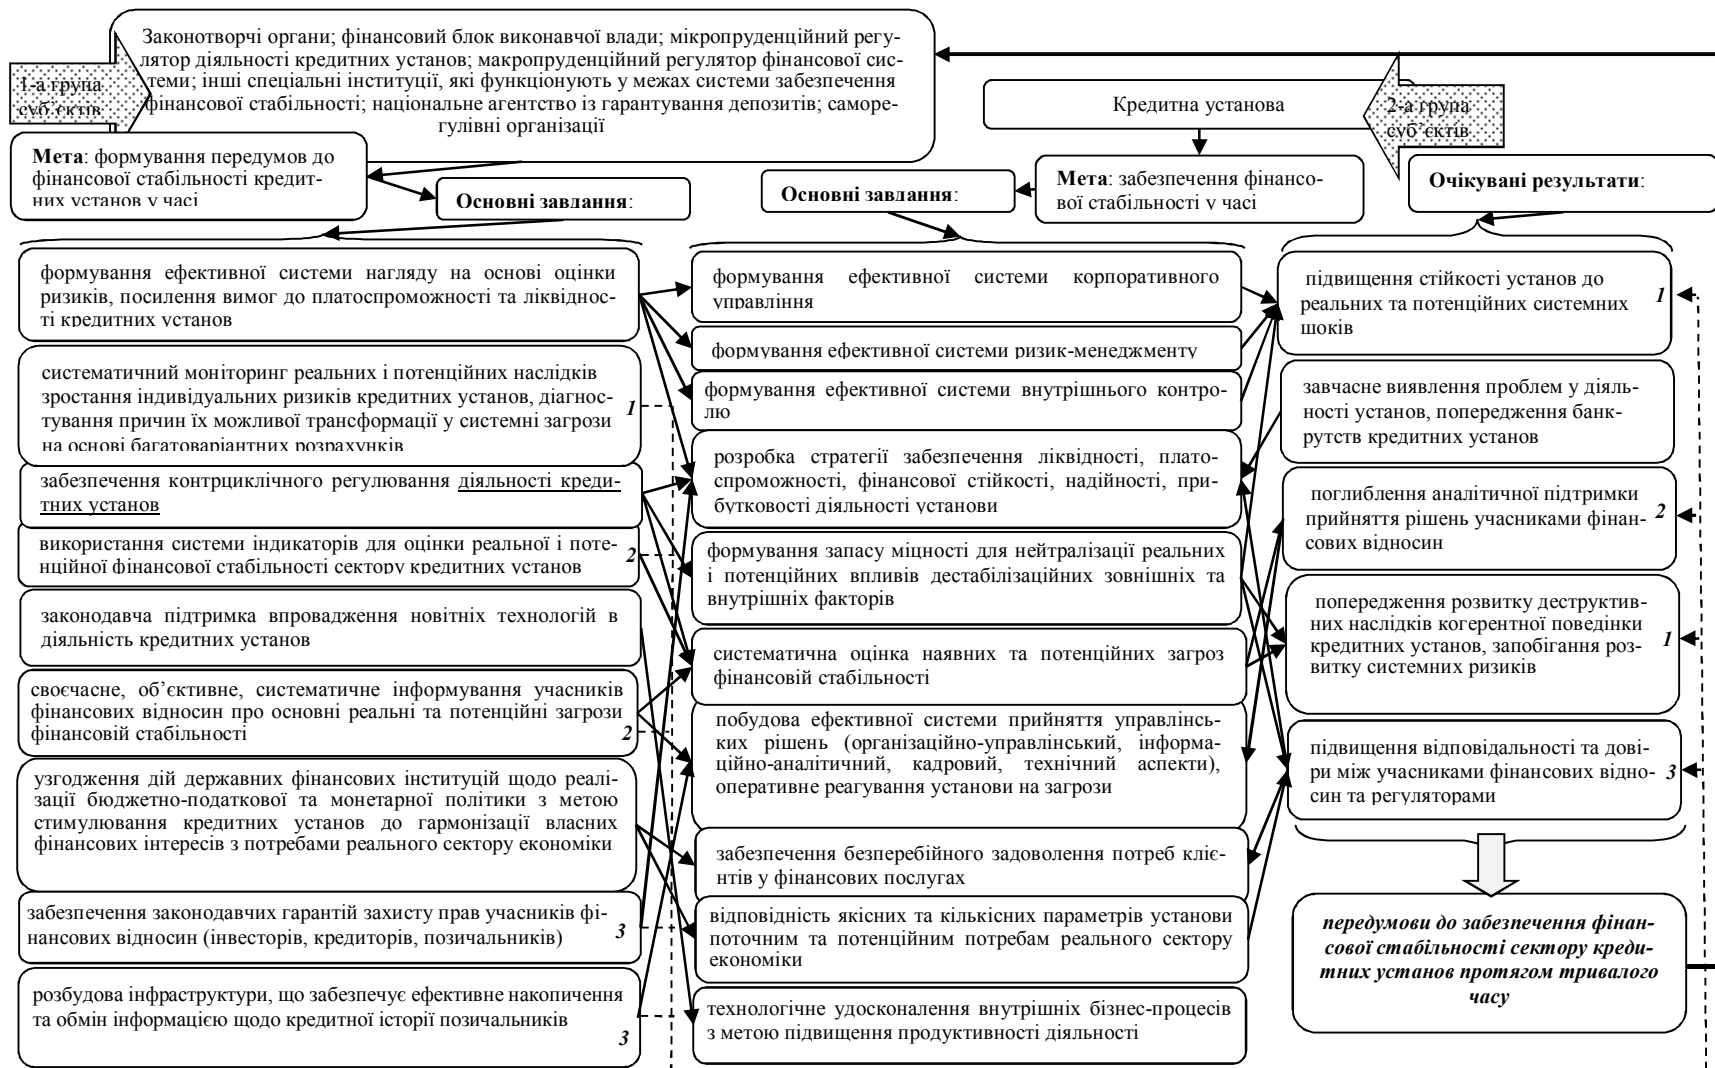 Законотворчі органи; фінансовий блок виконавчої влади; мікропруденційний регу-
лятор діяльності кредитних установ; макропруденційний регулятор фінансової сис-
теми; інші спеціальні інституції, які функціонують у межах системи забезпечення
фінансової стабільності; національне агентство із гарантування депозитів; саморе-
гулівні організації
1-а група
суб’єктів
Кредитна установа
2-а група
суб’єктів
Мета: формування передумов до
фінансової стабільності кредит-
них установ у часі
Основні завдання:
Основні завдання:
Мета: забезпечення фінансо-
вої стабільності у часі
Очікувані результати:
формування ефективної системи нагляду на основі оцінки
ризиків, посилення вимог до платоспроможності та ліквіднос-
ті кредитних установ
систематичний моніторинг реальних і потенційних наслідків
зростання індивідуальних ризиків кредитних установ, діагнос-
тування причин їх можливої трансформації у системні загрози
на основі багатоваріантних розрахунків
1
забезпечення контрциклічного регулювання діяльності креди-
тних установ
використання системи індикаторів для оцінки реальної і поте-
нційної фінансової стабільності сектору кредитних установ
2
законодавча підтримка впровадження новітніх технологій в
діяльність кредитних установ
своєчасне, об’єктивне, систематичне інформування учасників
фінансових відносин про основні реальні та потенційні загрози
фінансовій стабільності
2
узгодження дій державних фінансових інституцій щодо реалі-
зації бюджетно-податкової та монетарної політики з метою
стимулювання кредитних установ до гармонізації власних
фінансових інтересів з потребами реального сектору економіки
забезпечення законодавчих гарантій захисту прав учасників фі-
нансових відносин (інвесторів, кредиторів, позичальників)
3
розбудова інфраструктури, що забезпечує ефективне накопичення
та обмін інформацією щодо кредитної історії позичальників
3
формування ефективної системи корпоративного
управління
формування ефективної системи ризик-менеджменту
формування ефективної системи внутрішнього контро-
лю
розробка стратегії забезпечення ліквідності, плато-
спроможності, фінансової стійкості, надійності, при-
бутковості діяльності установи
формування запасу міцності для нейтралізації реальних
і потенційних впливів дестабілізаційних зовнішніх та
внутрішніх факторів
систематична оцінка наявних та потенційних загроз
фінансовій стабільності
побудова ефективної системи прийняття управлінсь-
ких рішень (організаційно-управлінський, інформа-
ційно-аналітичний, кадровий, технічний аспекти),
оперативне реагування установи на загрози
забезпечення безперебійного задоволення потреб кліє-
нтів у фінансових послугах
відповідність якісних та кількісних параметрів установи
поточним та потенційним потребам реального сектору
економіки
технологічне удосконалення внутрішніх бізнес-процесів
з метою підвищення продуктивності діяльності
підвищення стійкості установ до
реальних та потенційних системних
шоків
1
завчасне виявлення проблем у діяль-
ності установ, попередження банк-
рутств кредитних установ
поглиблення аналітичної підтримки
прийняття рішень учасниками фінан-
сових відносин
2
попередження розвитку деструктив-
них наслідків когерентної поведінки
кредитних установ, запобігання роз-
витку системних ризиків
1
підвищення відповідальності та дові-
ри між учасниками фінансових відно-
син та регуляторами
3
передумови до забезпечення фінан-
сової стабільності сектору креди-
тних установ протягом тривалого
часу